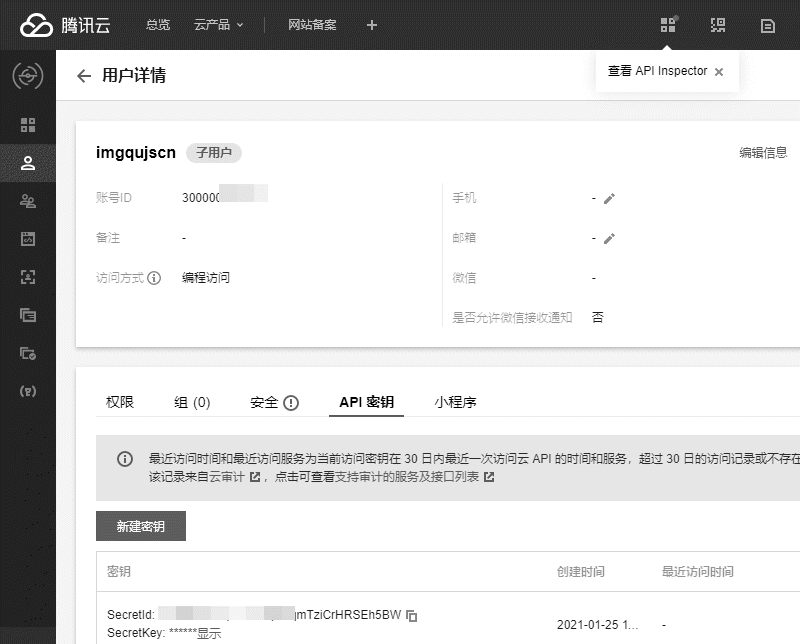 腾讯云 总览 云产品 网站备案 +
查看 API Inspector ×
用户详情
imgqujscn 子用户 编辑信息
账号ID 300000 手机 -
备注 - 邮箱 -
访问方式 编程访问 微信 -
是否允许微信接收通知 否
权限 组 (0) 安全 API 密钥 小程序
最近访问时间和最近访问服务为当前访问密钥在 30 日内最近一次访问云 API 的时间和服务，超过 30 日的访问记录或不存在
该记录来自云审计，点击可查看支持审计的服务及接口列表
新建密钥
密钥 创建时间 最近访问时间
SecretId: mTziCrHRSEh5BW
2021-01-25 1... -
SecretKey: ******显示